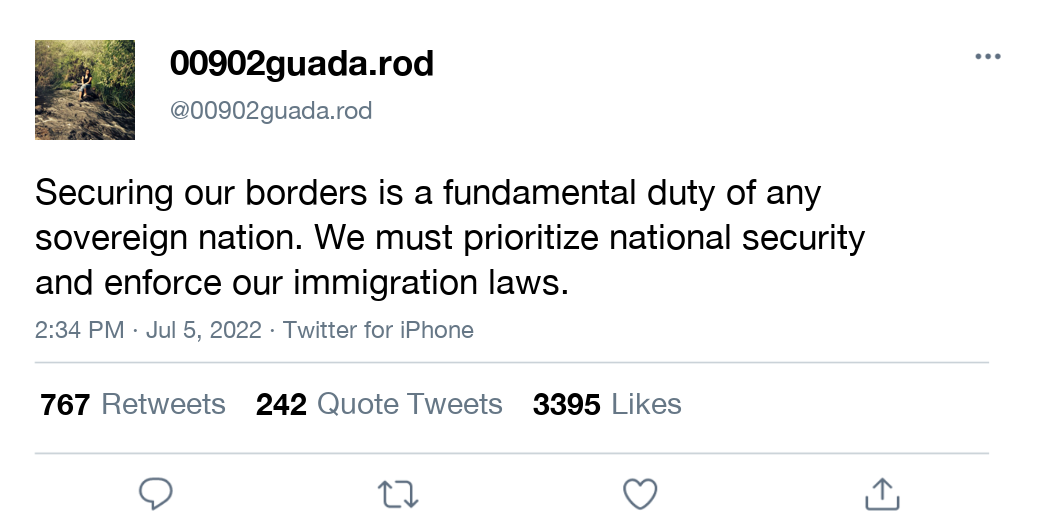 00902guada.rod
@00902guada.rod
Securing our borders is a fundamental duty of any
sovereign nation. We must prioritize national security
and enforce our immigration laws.
2:34 PM · Jul 5, 2022 · Twitter for iPhone
767 Retweets 242 Quote Tweets 3395 Likes